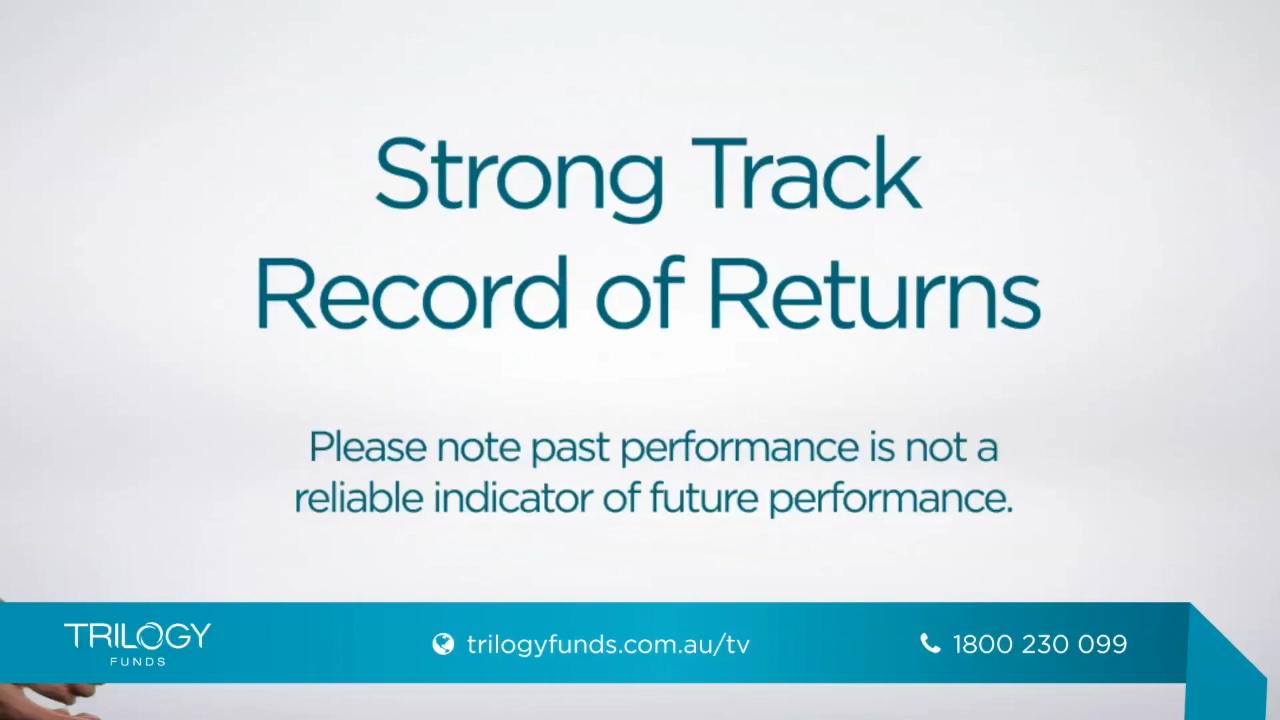 Strong Track
Record of Returns
Please note past performance is not a
reliable indicator of future performance.
TRILOGY
FUNDS
trilogyfunds.com.au/tv
1800 230 099